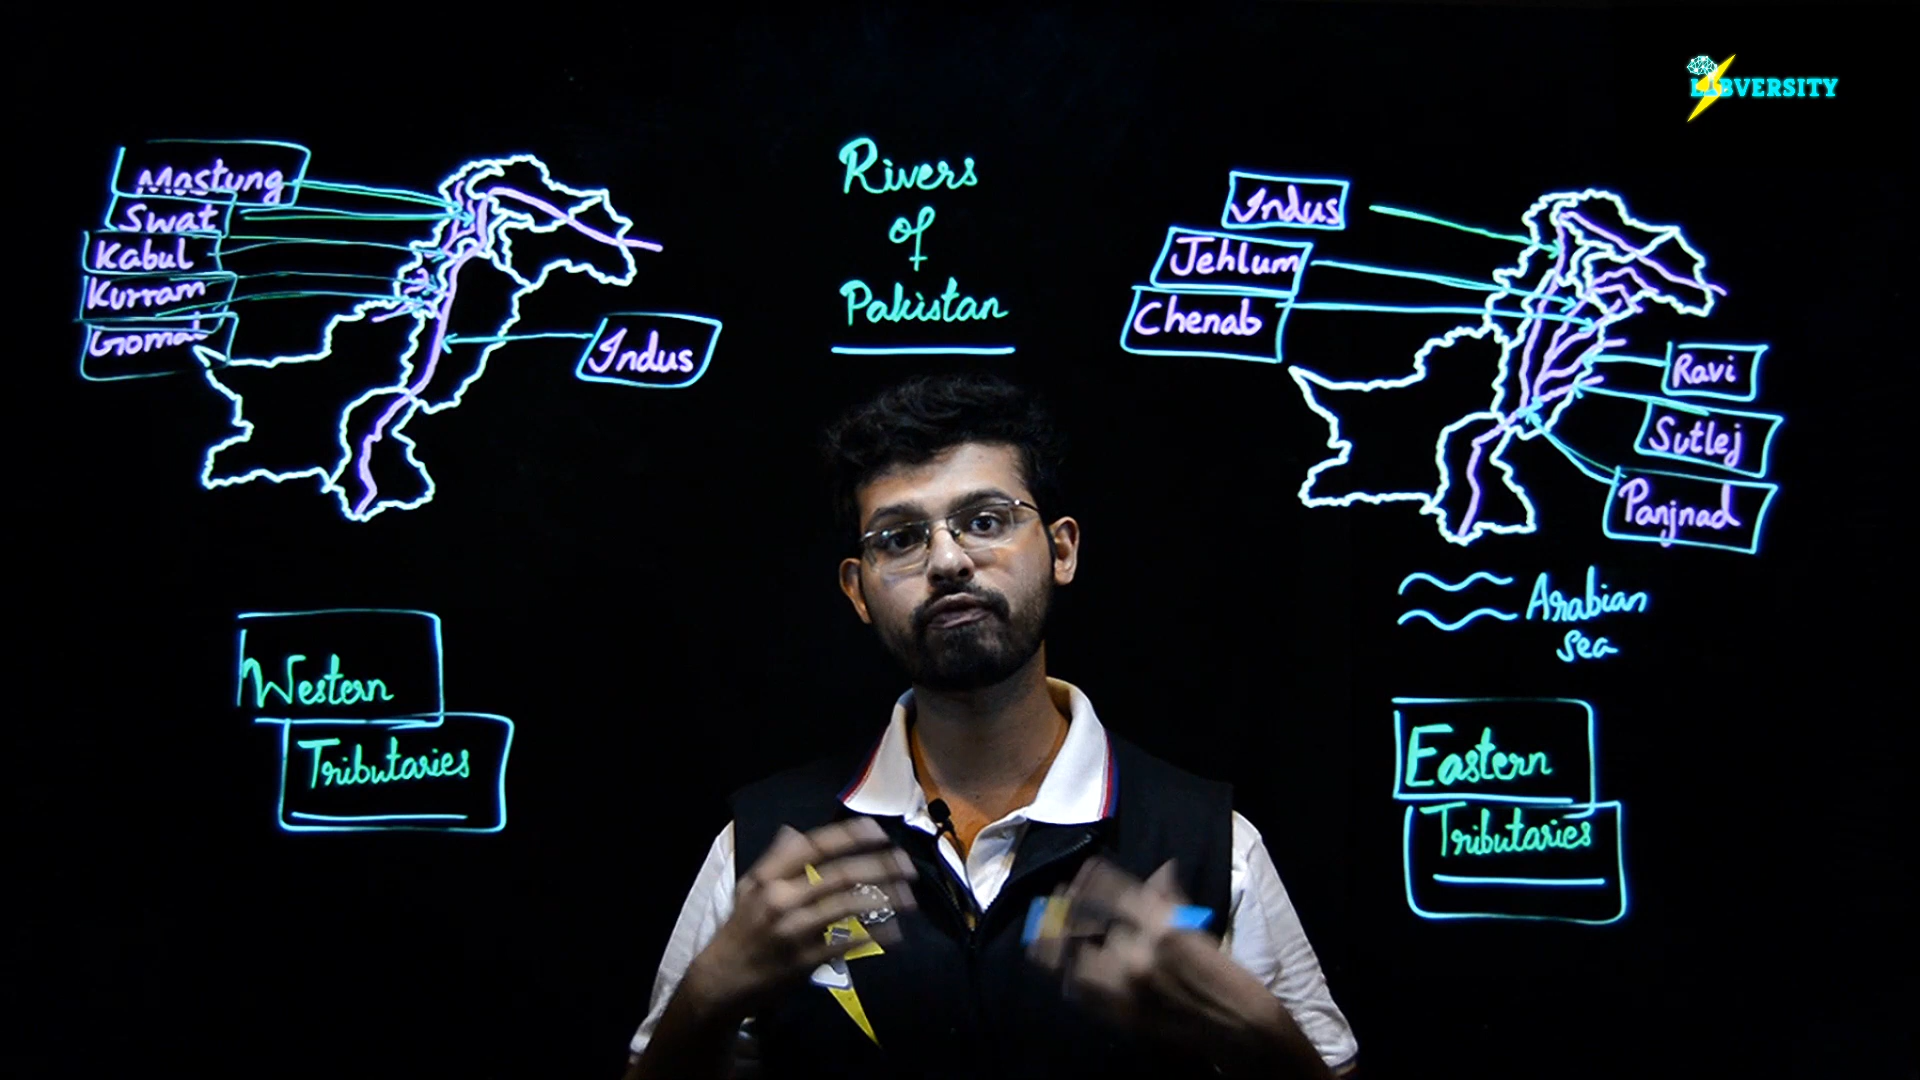 LABVERSITY
Rivers
of
Pakistan
Mastung
Swat
Kabul
Kurram
Gomal
Indus
Western
Tributaries
Indus
Jehlum
Chenab
Ravi
Sutlej
Panjnad
Arabian
Sea
Eastern
Tributaries